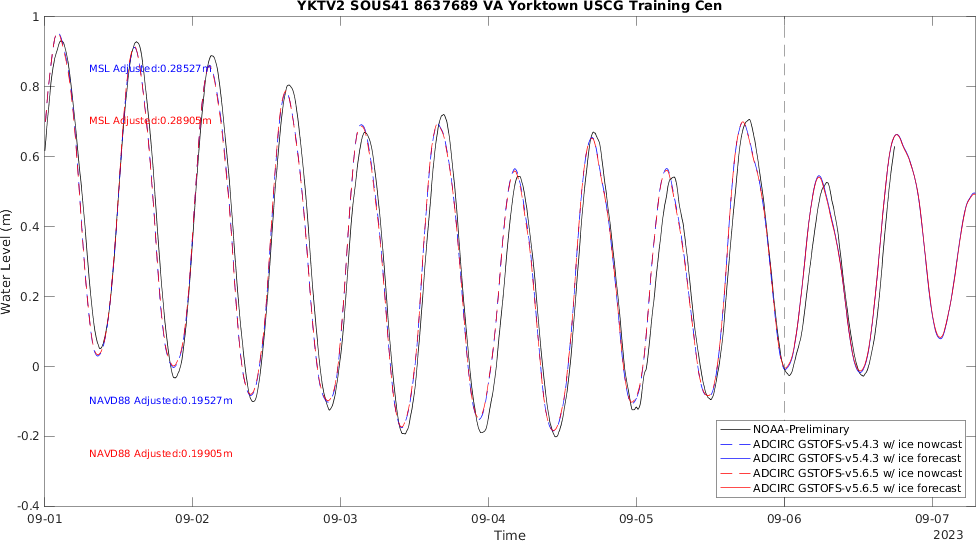 YKTV2 SOUS41 8637689 VA Yorktown USCG Training Cen
1
0.8
0.6
0.4
0.2
0
-0.2
-0.4
Water Level (m)
MSL Adjusted:0.28527m
MSL Adjusted:0.28905m
NAVD88 Adjusted:0.19527m
NAVD88 Adjusted:0.19905m
NOAA-Preliminary
ADCIRC GSTOFS-v5.4.3 w/ ice nowcast
ADCIRC GSTOFS-v5.4.3 w/ ice forecast
ADCIRC GSTOFS-v5.6.5 w/ ice nowcast
ADCIRC GSTOFS-v5.6.5 w/ ice forecast
09-01 09-02 09-03 09-04 09-05 09-06 09-07
Time
2023